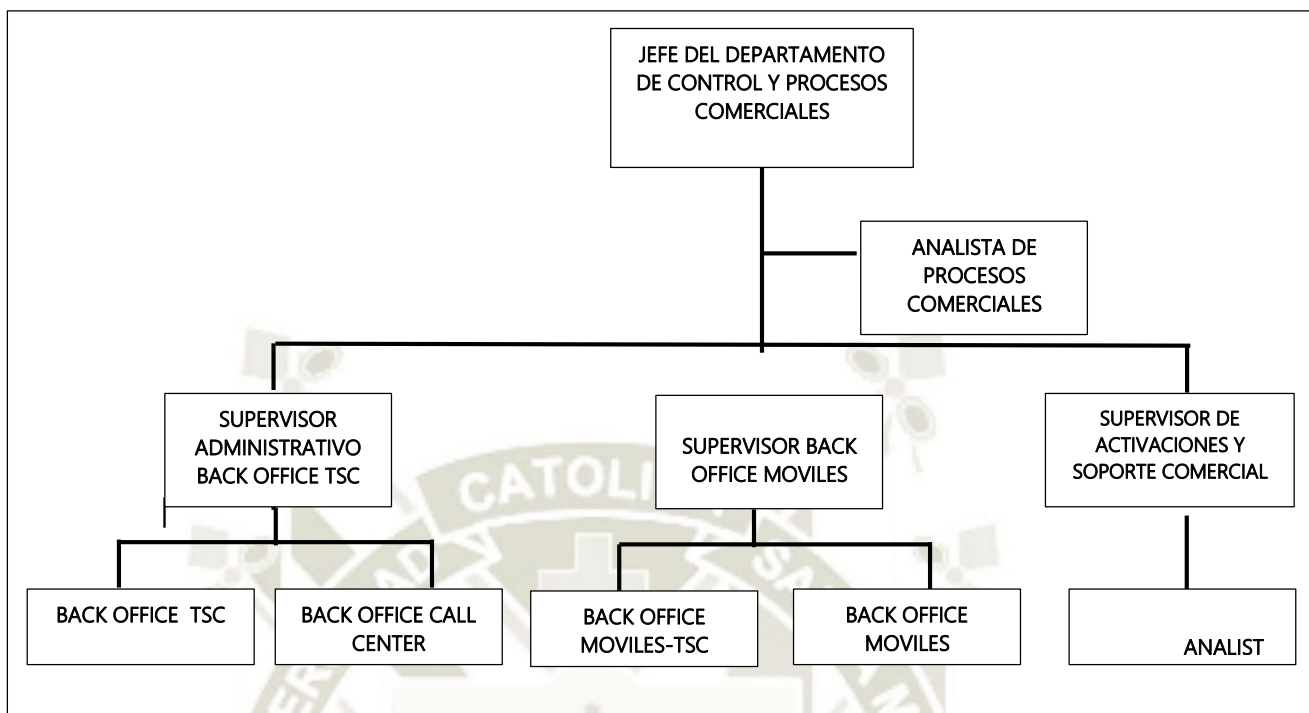 JEFE DEL DEPARTAMENTO
DE CONTROL Y PROCESOS
COMERCIALES
ANALISTA DE
PROCESOS
COMERCIALES
SUPERVISOR
ADMINISTRATIVO
BACK OFFICE TSC
SUPERVISOR BACK
OFFICE MOVILES
SUPERVISOR DE
ACTIVACIONES Y
SOPORTE COMERCIAL
BACK OFFICE TSC
BACK OFFICE CALL
CENTER
BACK OFFICE
MOVILES-TSC
BACK OFFICE
MOVILES
ANALIST
CATOLI